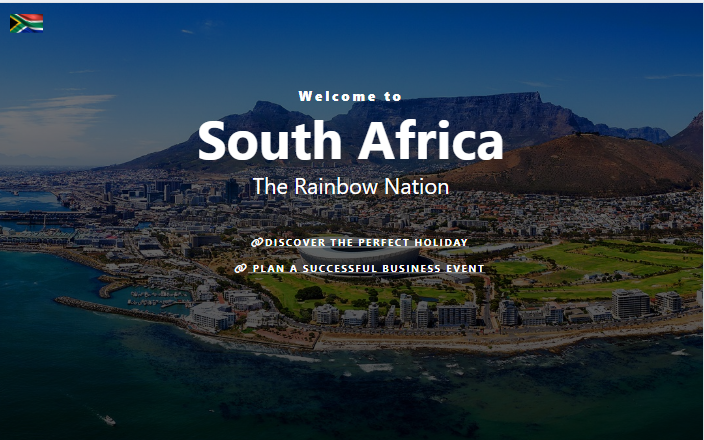 Welcome to
South Africa
The Rainbow Nation
DISCOVER THE PERFECT HOLIDAY
PLAN A SUCCESSFUL BUSINESS EVENT